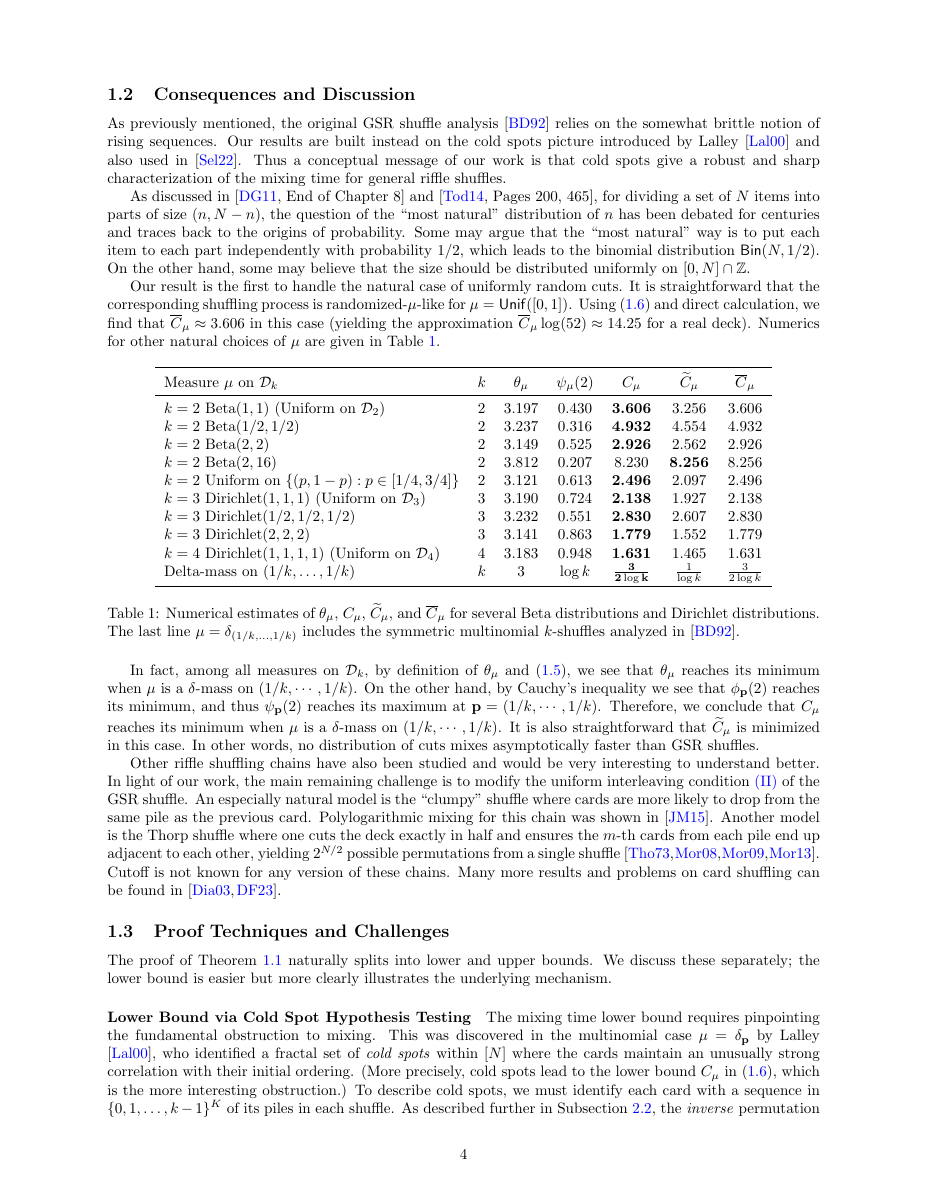 1.2 Consequences and Discussion
As previously mentioned, the original GSR shuffle analysis [BD92] relies on the somewhat brittle notion of
rising sequences. Our results are built instead on the cold spots picture introduced by Lalley [Lal00] and
also used in [Sel22]. Thus a conceptual message of our work is that cold spots give a robust and sharp
characterization of the mixing time for general riffle shuffles.
As discussed in [DG11, End of Chapter 8] and [Tod14, Pages 200, 465], for dividing a set of N items into
parts of size (n, N − n), the question of the “most natural” distribution of n has been debated for centuries
and traces back to the origins of probability. Some may argue that the “most natural” way is to put each
item to each part independently with probability 1/2, which leads to the binomial distribution Bin(N, 1/2).
On the other hand, some may believe that the size should be distributed uniformly on [0, N] ∩ ℤ.
Our result is the first to handle the natural case of uniformly random cuts. It is straightforward that the
corresponding shuffling process is randomized-μ-like for μ = Unif([0, 1]). Using (1.6) and direct calculation, we
find that C̅_μ ≈ 3.606 in this case (yielding the approximation C̅_μ log(52) ≈ 14.25 for a real deck). Numerics
for other natural choices of μ are given in Table 1.
Measure μ on 𝒟_k k θ_μ ψ_μ(2) C_μ C̃_μ C̅_μ
k = 2 Beta(1, 1) (Uniform on 𝒟_2) 2 3.197 0.430 3.606 3.256 3.606
k = 2 Beta(1/2, 1/2) 2 3.237 0.316 4.932 4.554 4.932
k = 2 Beta(2, 2) 2 3.149 0.525 2.926 2.562 2.926
k = 2 Beta(2, 16) 2 3.812 0.207 8.230 8.256 8.256
k = 2 Uniform on {(p, 1 − p) : p ∈ [1/4, 3/4]} 2 3.121 0.613 2.496 2.097 2.496
k = 3 Dirichlet(1, 1, 1) (Uniform on 𝒟_3) 3 3.190 0.724 2.138 1.927 2.138
k = 3 Dirichlet(1/2, 1/2, 1/2) 3 3.232 0.551 2.830 2.607 2.830
k = 3 Dirichlet(2, 2, 2) 3 3.141 0.863 1.779 1.552 1.779
k = 4 Dirichlet(1, 1, 1, 1) (Uniform on 𝒟_4) 4 3.183 0.948 1.631 1.465 1.631
Delta-mass on (1/k, . . . , 1/k) k 3 log k 3/(2 log k) 1/(log k) 3/(2 log k)
Table 1: Numerical estimates of θ_μ, C_μ, C̃_μ, and C̅_μ for several Beta distributions and Dirichlet distributions.
The last line μ = δ_(1/k,...,1/k) includes the symmetric multinomial k-shuffles analyzed in [BD92].
In fact, among all measures on 𝒟_k, by definition of θ_μ and (1.5), we see that θ_μ reaches its minimum
when μ is a δ-mass on (1/k, · · · , 1/k). On the other hand, by Cauchy’s inequality we see that ϕ_p(2) reaches
its minimum, and thus ψ_p(2) reaches its maximum at p = (1/k, · · · , 1/k). Therefore, we conclude that C_μ
reaches its minimum when μ is a δ-mass on (1/k, · · · , 1/k). It is also straightforward that C̃_μ is minimized
in this case. In other words, no distribution of cuts mixes asymptotically faster than GSR shuffles.
Other riffle shuffling chains have also been studied and would be very interesting to understand better.
In light of our work, the main remaining challenge is to modify the uniform interleaving condition (II) of the
GSR shuffle. An especially natural model is the “clumpy” shuffle where cards are more likely to drop from the
same pile as the previous card. Polylogarithmic mixing for this chain was shown in [JM15]. Another model
is the Thorp shuffle where one cuts the deck exactly in half and ensures the m-th cards from each pile end up
adjacent to each other, yielding 2^{N/2} possible permutations from a single shuffle [Tho73, Mor08, Mor09, Mor13].
Cutoff is not known for any version of these chains. Many more results and problems on card shuffling can
be found in [Dia03, DF23].
1.3 Proof Techniques and Challenges
The proof of Theorem 1.1 naturally splits into lower and upper bounds. We discuss these separately; the
lower bound is easier but more clearly illustrates the underlying mechanism.
Lower Bound via Cold Spot Hypothesis Testing The mixing time lower bound requires pinpointing
the fundamental obstruction to mixing. This was discovered in the multinomial case μ = δ_p by Lalley
[Lal00], who identified a fractal set of cold spots within [N] where the cards maintain an unusually strong
correlation with their initial ordering. (More precisely, cold spots lead to the lower bound C_μ in (1.6), which
is the more interesting obstruction.) To describe cold spots, we must identify each card with a sequence in
{0, 1, . . . , k − 1}^K of its piles in each shuffle. As described further in Subsection 2.2, the inverse permutation
4